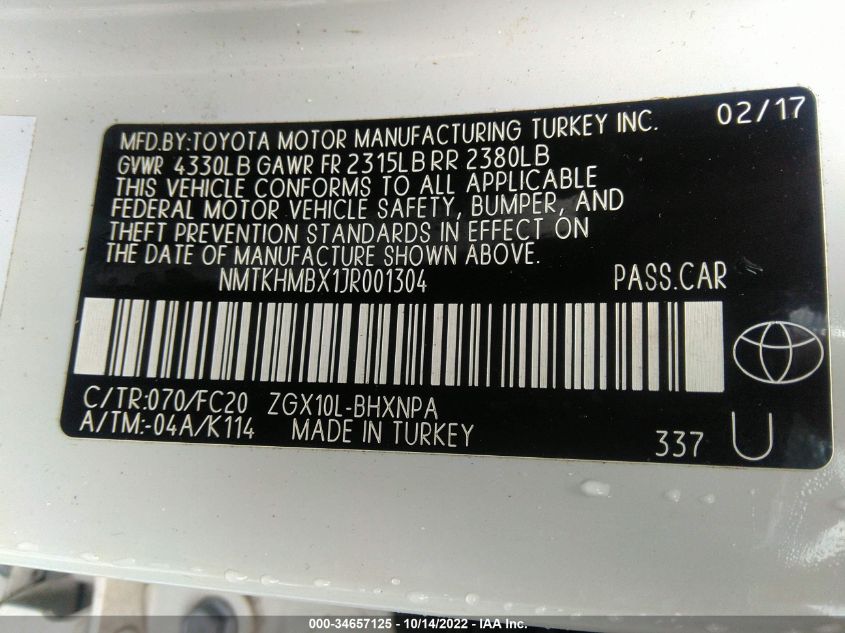 MFD.BY:TOYOTA MOTOR MANUFACTURING TURKEY INC. 02/17
GVWR 4330LB GAWR FR 2315LB RR 2380LB
THIS VEHICLE CONFORMS TO ALL APPLICABLE
FEDERAL MOTOR VEHICLE SAFETY, BUMPER, AND
THEFT PREVENTION STANDARDS IN EFFECT ON
THE DATE OF MANUFACTURE SHOWN ABOVE.
NMTKHMBX1JR001304 PASS.CAR
C/TR:070/FC20 ZGX10L-BHXNPA
A/TM:-04A/K114 MADE IN TURKEY 337 U
000-34657125 - 10/14/2022 - IAA Inc.